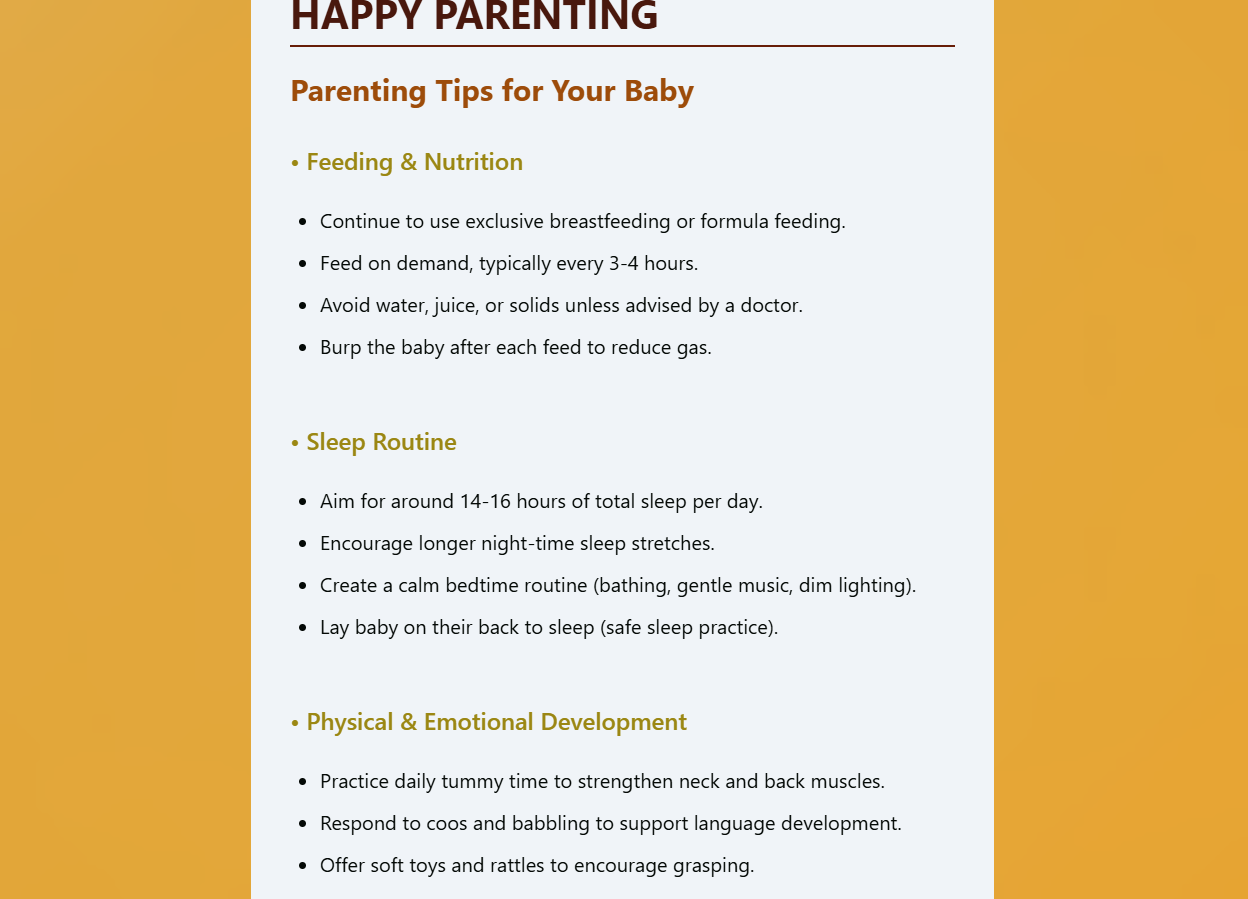 HAPPY PARENTING
Parenting Tips for Your Baby
• Feeding & Nutrition
• Continue to use exclusive breastfeeding or formula feeding.
• Feed on demand, typically every 3-4 hours.
• Avoid water, juice, or solids unless advised by a doctor.
• Burp the baby after each feed to reduce gas.
• Sleep Routine
• Aim for around 14-16 hours of total sleep per day.
• Encourage longer night-time sleep stretches.
• Create a calm bedtime routine (bathing, gentle music, dim lighting).
• Lay baby on their back to sleep (safe sleep practice).
• Physical & Emotional Development
• Practice daily tummy time to strengthen neck and back muscles.
• Respond to coos and babbling to support language development.
• Offer soft toys and rattles to encourage grasping.